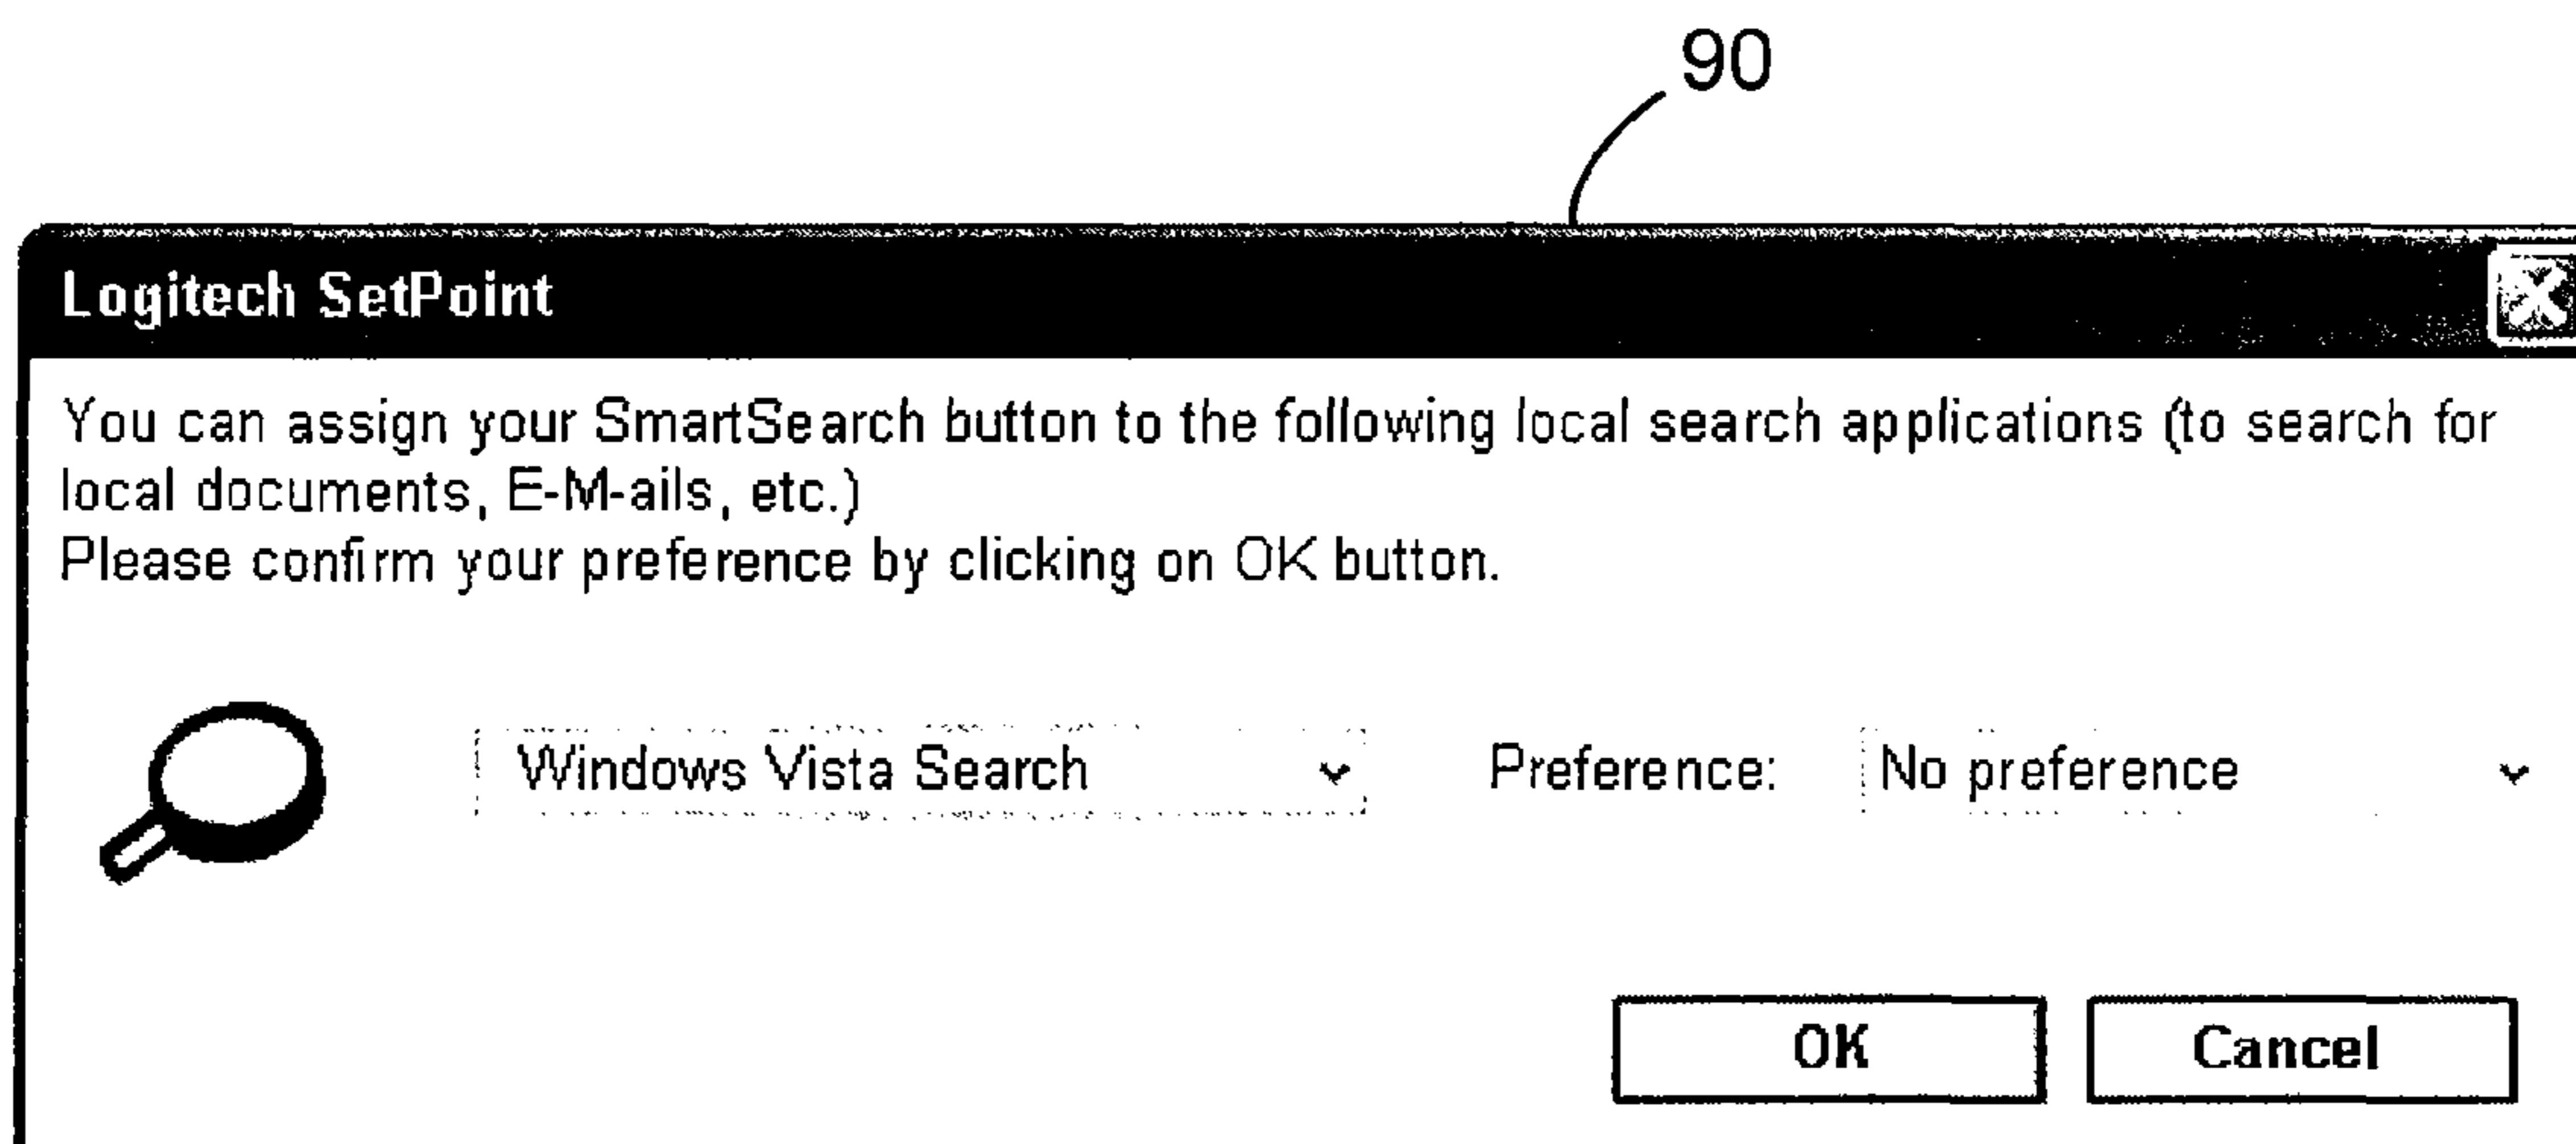 90
Logitech SetPoint
You can assign your SmartSearch button to the following local search applications (to search for
local documents, E-M-ails, etc.)
Please confirm your preference by clicking on OK button.
Windows Vista Search Preference: No preference
OK Cancel